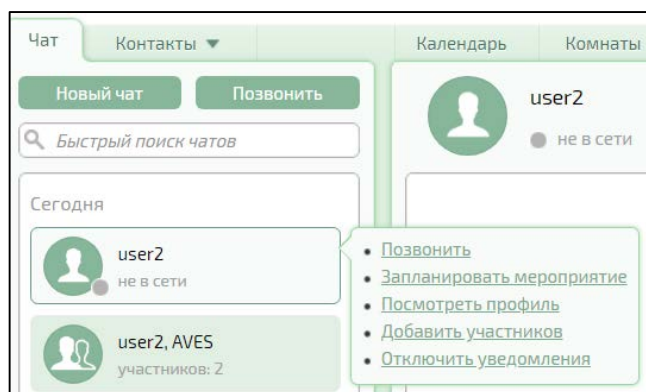 Чат
Контакты
Календарь
Комнаты
Новый чат
Позвонить
Быстрый поиск чатов
user2
не в сети
Сегодня
user2
не в сети
Позвонить
Запланировать мероприятие
Посмотреть профиль
Добавить участников
Отключить уведомления
user2, AVES
участников: 2